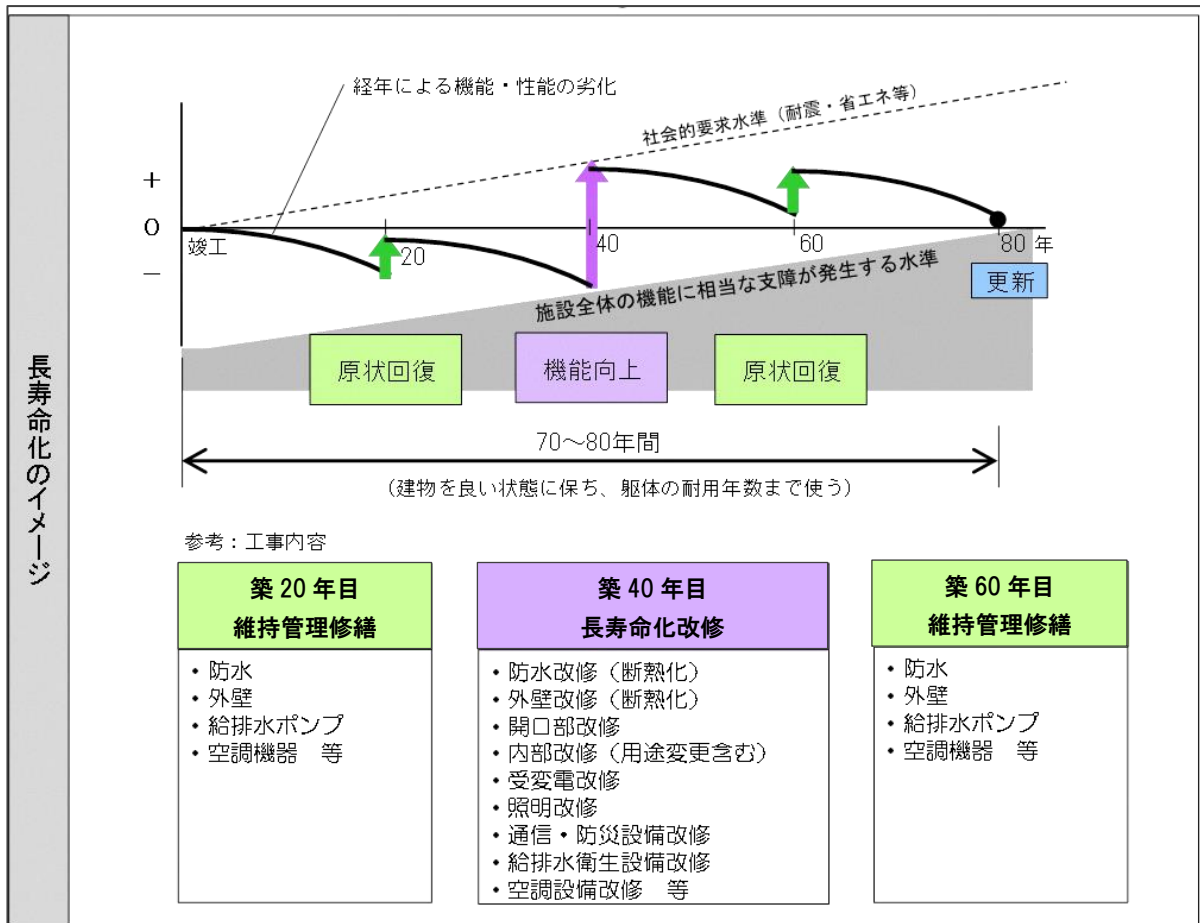 長寿命化のイメージ
経年による機能・性能の劣化
社会的要求水準（耐震・省エネ等）
＋
0
－
竣工
20
40
60
80 年
施設全体の機能に相当な支障が発生する水準
更新
原状回復
機能向上
原状回復
70～80年間
（建物を良い状態に保ち、躯体の耐用年数まで使う）
参考：工事内容
築 20 年目
維持管理修繕
・防水
・外壁
・給排水ポンプ
・空調機器　等
築 40 年目
長寿命化改修
・防水改修（断熱化）
・外壁改修（断熱化）
・開口部改修
・内部改修（用途変更含む）
・受変電改修
・照明改修
・通信・防災設備改修
・給排水衛生設備改修
・空調設備改修　等
築 60 年目
維持管理修繕
・防水
・外壁
・給排水ポンプ
・空調機器　等